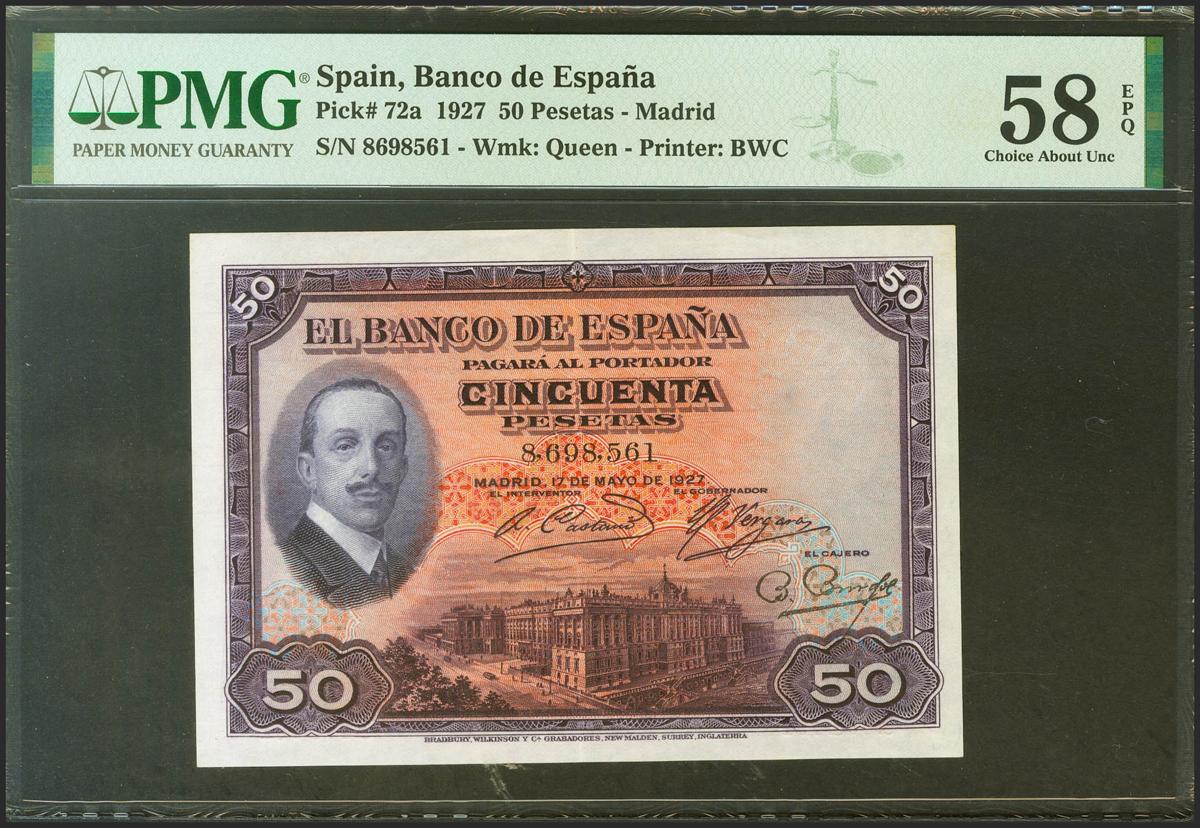 PMG®
PAPER MONEY GUARANTY
Spain, Banco de España
Pick# 72a 1927 50 Pesetas - Madrid
S/N 8698561 - Wmk: Queen - Printer: BWC
58
EPQ
Choice About Unc
50
50
EL BANCO DE ESPAÑA
PAGARÁ AL PORTADOR
CINCUENTA
PESETAS
8,698,561
MADRID, 17 DE MAYO DE 1927.
EL INTERVENTOR
EL GOBERNADOR
EL CAJERO
50
50
BRADBURY, WILKINSON Y Cª GRABADORES, NEW MALDEN, SURREY, INGLATERRA